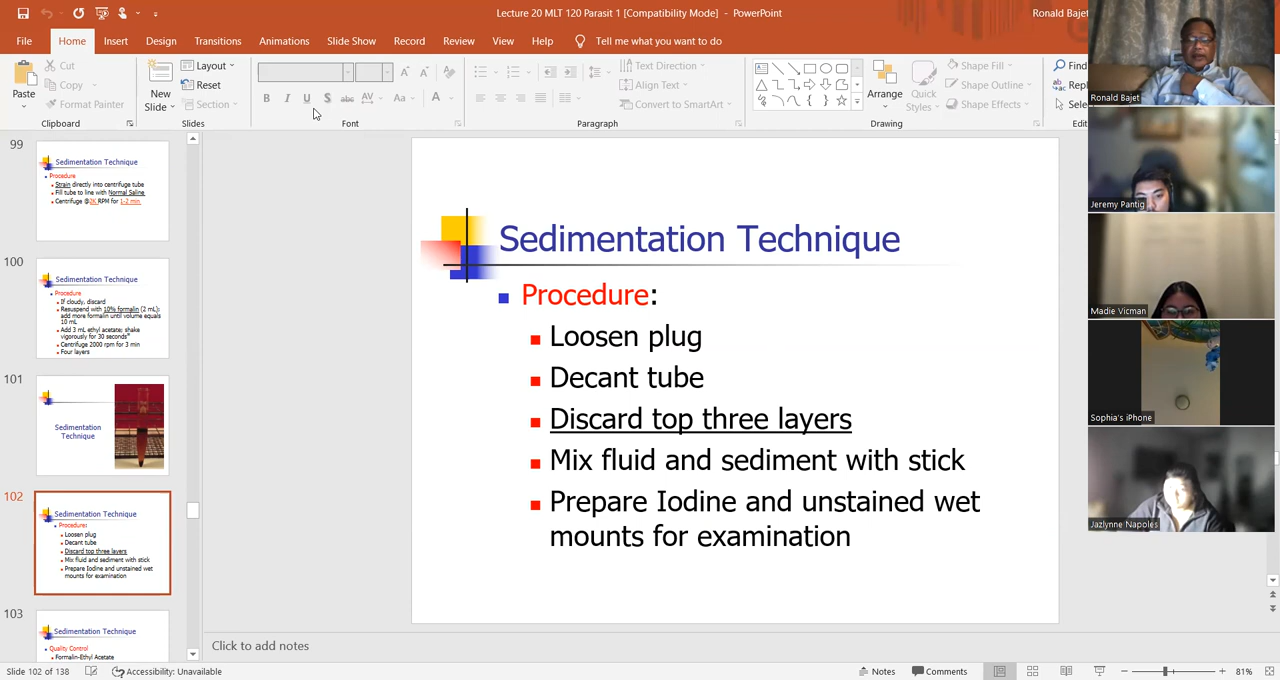 Lecture 20 MLT 120 Parasit 1 [Compatibility Mode] - PowerPoint
Ronald Bajet
File Home Insert Design Transitions Animations Slide Show Record Review View Help Tell me what you want to do
Paste
Cut
Copy
Format Painter
Clipboard
New
Slide
Layout
Reset
Section
Slides
B I U S abc AV Aa A
Font
Text Direction
Align Text
Convert to SmartArt
Paragraph
Arrange
Quick
Styles
Shape Fill
Shape Outline
Shape Effects
Drawing
Find
Repl
Sele
Edit
99
Sedimentation Technique
Procedure
Strain directly into centrifuge tube
Fill tube to line with Normal Saline
Centrifuge @2K RPM for 1-2 min
100
Sedimentation Technique
Procedure
If cloudy, discard
Resuspend with 10% formalin (2 mL);
add more formalin until volume equals
10 mL
Add 3 mL ethyl acetate; shake
vigorously for 30 seconds*
Centrifuge 2000 rpm for 3 min
Four layers
101
Sedimentation
Technique
102
Sedimentation Technique
Procedure:
Loosen plug
Decant tube
Discard top three layers
Mix fluid and sediment with stick
Prepare Iodine and unstained wet
mounts for examination
103
Sedimentation Technique
Quality Control
Formalin-Ethyl Acetate
Sedimentation Technique
Procedure:
Loosen plug
Decant tube
Discard top three layers
Mix fluid and sediment with stick
Prepare Iodine and unstained wet
mounts for examination
Click to add notes
Ronald Bajet
Jeremy Pantig
Madie Vicman
Sophia's iPhone
Jazlynne Napoles
Slide 102 of 138
Accessibility: Unavailable
Notes
Comments
81%